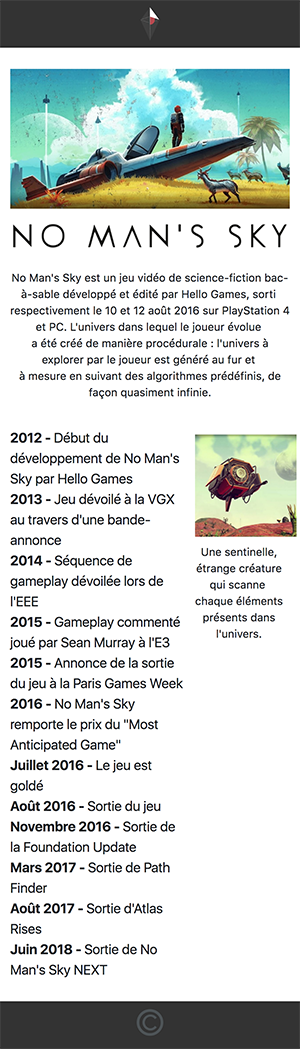 NO MAN'S SKY
No Man's Sky est un jeu vidéo de science-fiction bac-
à-sable développé et édité par Hello Games, sorti
respectivement le 10 et 12 août 2016 sur PlayStation 4
et PC. L'univers dans lequel le joueur évolue
a été créé de manière procédurale : l'univers à
explorer par le joueur est généré au fur et
à mesure en suivant des algorithmes prédéfinis, de
façon quasiment infinie.
2012 - Début du
développement de No Man's
Sky par Hello Games
2013 - Jeu dévoilé à la VGX
au travers d'une bande-
annonce
2014 - Séquence de
gameplay dévoilée lors de
l'EEE
2015 - Gameplay commenté
joué par Sean Murray à l'E3
2015 - Annonce de la sortie
du jeu à la Paris Games Week
2016 - No Man's Sky
remporte le prix du "Most
Anticipated Game"
Juillet 2016 - Le jeu est
goldé
Août 2016 - Sortie du jeu
Novembre 2016 - Sortie de
la Foundation Update
Mars 2017 - Sortie de Path
Finder
Août 2017 - Sortie d'Atlas
Rises
Juin 2018 - Sortie de No
Man's Sky NEXT
Une sentinelle,
étrange créature
qui scanne
chaque éléments
présents dans
l'univers.
©